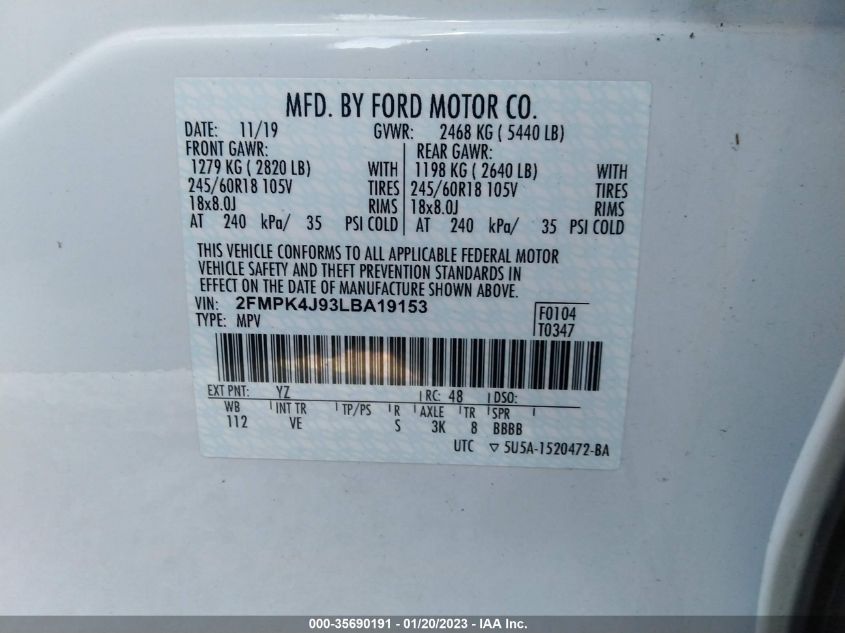 MFD. BY FORD MOTOR CO.
DATE: 11/19 GVWR: 2468 KG ( 5440 LB)
FRONT GAWR: REAR GAWR:
1279 KG ( 2820 LB) WITH 1198 KG ( 2640 LB) WITH
245/60R18 105V TIRES 245/60R18 105V TIRES
18x8.0J RIMS 18x8.0J RIMS
AT 240 kPa/ 35 PSI COLD AT 240 kPa/ 35 PSI COLD
THIS VEHICLE CONFORMS TO ALL APPLICABLE FEDERAL MOTOR
VEHICLE SAFETY AND THEFT PREVENTION STANDARDS IN
EFFECT ON THE DATE OF MANUFACTURE SHOWN ABOVE.
VIN: 2FMPK4J93LBA19153 F0104
TYPE: MPV T0347
EXT PNT: YZ RC: 48 DSO:
WB INT TR TP/PS R AXLE TR SPR
112 VE S 3K 8 BBBB
UTC ▽ 5U5A-1520472-BA
000-35690191 - 01/20/2023 - IAA Inc.